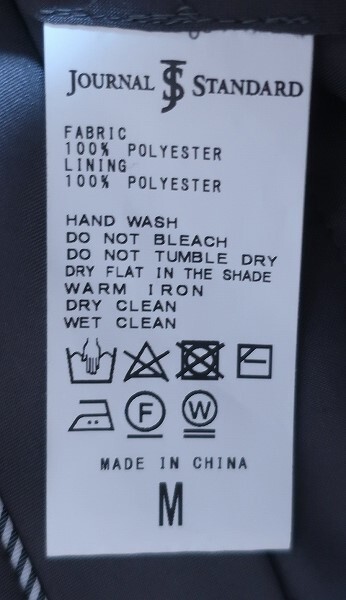 JOURNAL JS STANDARD
FABRIC
100% POLYESTER
LINING
100% POLYESTER
HAND WASH
DO NOT BLEACH
DO NOT TUMBLE DRY
DRY FLAT IN THE SHADE
WARM IRON
DRY CLEAN
WET CLEAN
F W
MADE IN CHINA
M